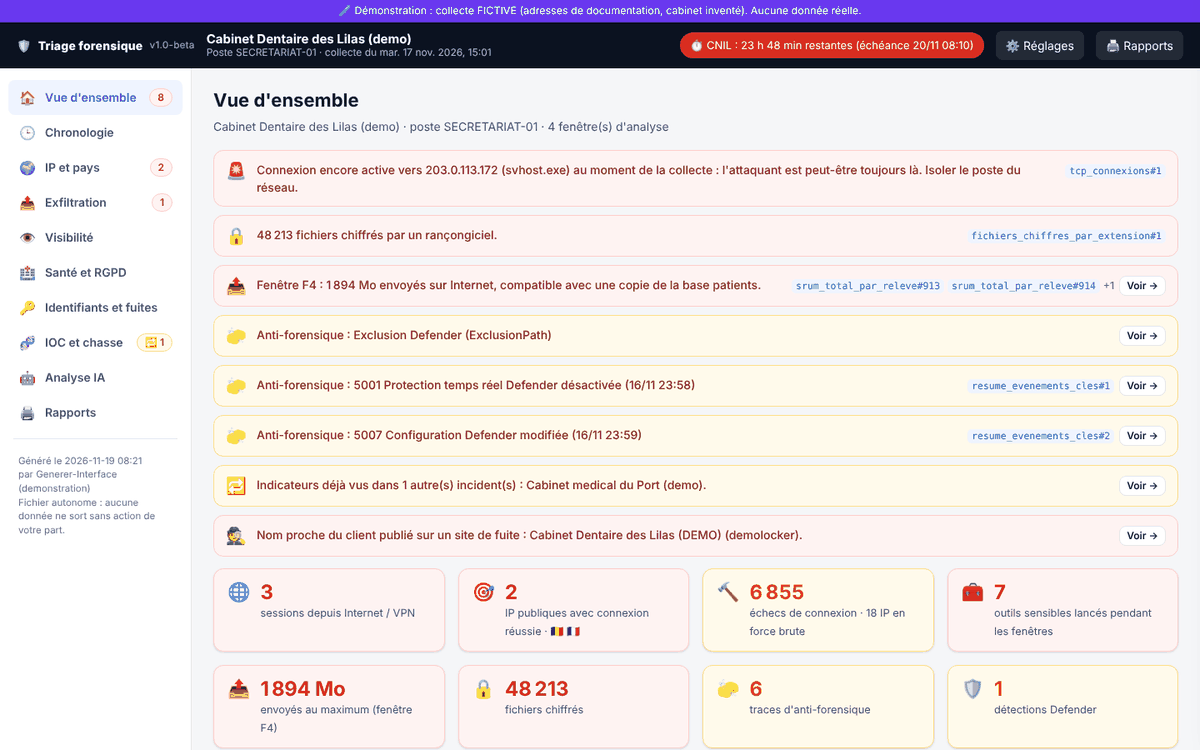 Démonstration : collecte FICTIVE (adresses de documentation, cabinet inventé). Aucune donnée réelle.
Triage forensique v1.0-beta
Cabinet Dentaire des Lilas (demo)
Poste SECRETARIAT-01 · collecte du mar. 17 nov. 2026, 15:01
CNIL : 23 h 48 min restantes (échéance 20/11 08:10)
Réglages
Rapports
Vue d'ensemble 8
Chronologie
IP et pays 2
Exfiltration 1
Visibilité
Santé et RGPD
Identifiants et fuites
IOC et chasse 1
Analyse IA
Rapports
Généré le 2026-11-19 08:21
par Generer-Interface
(demonstration)
Fichier autonome : aucune
donnée ne sort sans action de
votre part.
Vue d'ensemble
Cabinet Dentaire des Lilas (demo) · poste SECRETARIAT-01 · 4 fenêtre(s) d'analyse
Connexion encore active vers 203.0.113.172 (svhost.exe) au moment de la collecte : l'attaquant est peut-être toujours là. Isoler le poste du
réseau.
tcp_connexions#1
48 213 fichiers chiffrés par un rançongiciel.
fichiers_chiffres_par_extension#1
Fenêtre F4 : 1 894 Mo envoyés sur Internet, compatible avec une copie de la base patients.
srum_total_par_releve#913 srum_total_par_releve#914 +1 Voir →
Anti-forensique : Exclusion Defender (ExclusionPath)
Voir →
Anti-forensique : 5001 Protection temps réel Defender désactivée (16/11 23:58)
resume_evenements_cles#1 Voir →
Anti-forensique : 5007 Configuration Defender modifiée (16/11 23:59)
resume_evenements_cles#2 Voir →
Indicateurs déjà vus dans 1 autre(s) incident(s) : Cabinet medical du Port (demo).
Voir →
Nom proche du client publié sur un site de fuite : Cabinet Dentaire des Lilas (DEMO) (demolocker).
Voir →
3
sessions depuis Internet / VPN
2
IP publiques avec connexion
réussie ·
6 855
échecs de connexion · 18 IP en
force brute
7
outils sensibles lancés pendant
les fenêtres
1 894 Mo
envoyés au maximum (fenêtre
F4)
48 213
fichiers chiffrés
6
traces d'anti-forensique
1
détections Defender